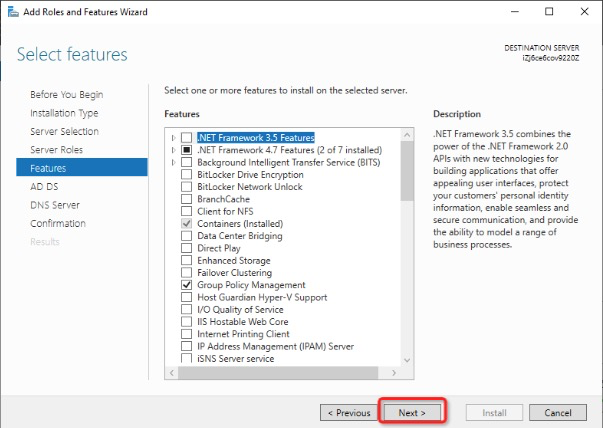 Add Roles and Features Wizard
Select features
DESTINATION SERVER
iZj6ce6cov9220Z
Before You Begin
Installation Type
Server Selection
Server Roles
Features
AD DS
DNS Server
Confirmation
Results
Select one or more features to install on the selected server.
Features
.NET Framework 3.5 Features
.NET Framework 4.7 Features (2 of 7 installed)
Background Intelligent Transfer Service (BITS)
BitLocker Drive Encryption
BitLocker Network Unlock
BranchCache
Client for NFS
Containers (Installed)
Data Center Bridging
Direct Play
Enhanced Storage
Failover Clustering
Group Policy Management
Host Guardian Hyper-V Support
I/O Quality of Service
IIS Hostable Web Core
Internet Printing Client
IP Address Management (IPAM) Server
iSNS Server service
Description
.NET Framework 3.5 combines the
power of the .NET Framework 2.0
APIs with new technologies for
building applications that offer
appealing user interfaces, protect
your customers' personal identity
information, enable seamless and
secure communication, and provide
the ability to model a range of
business processes.
< Previous
Next >
Install
Cancel